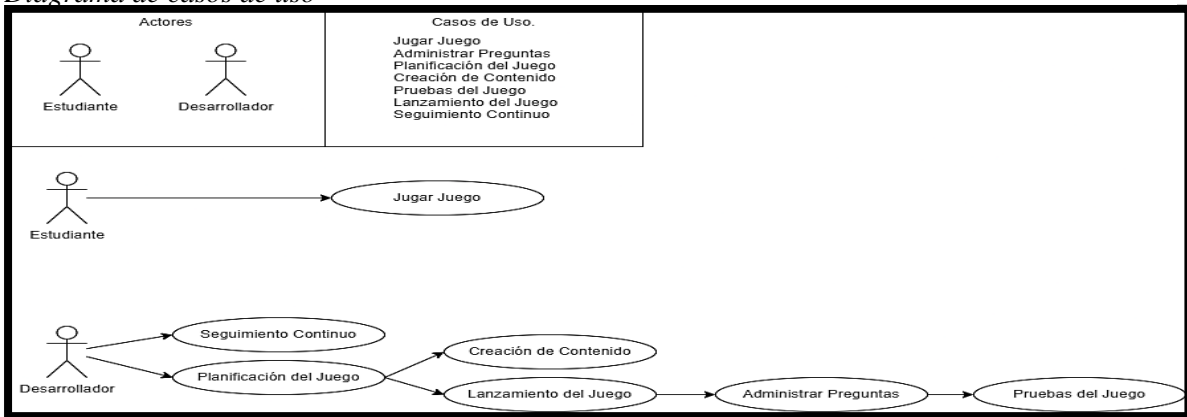 Diagrama de casos de uso
Actores
Estudiante
Desarrollador
Casos de Uso.
Jugar Juego
Administrar Preguntas
Planificación del Juego
Creación de Contenido
Pruebas del Juego
Lanzamiento del Juego
Seguimiento Continuo
Estudiante
Jugar Juego
Desarrollador
Seguimiento Continuo
Planificación del Juego
Creación de Contenido
Lanzamiento del Juego
Administrar Preguntas
Pruebas del Juego